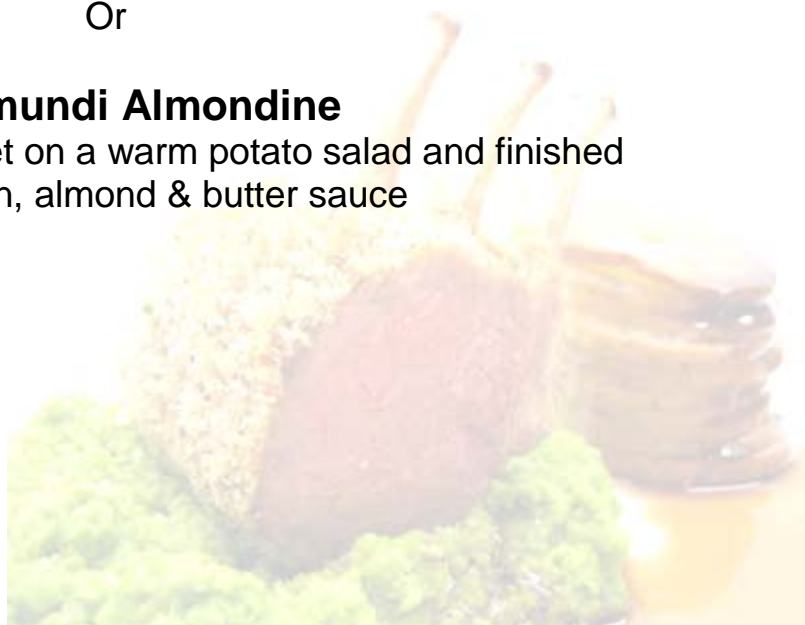 Or
mundi Almondine
et on a warm potato salad and finished
n, almond & butter sauce